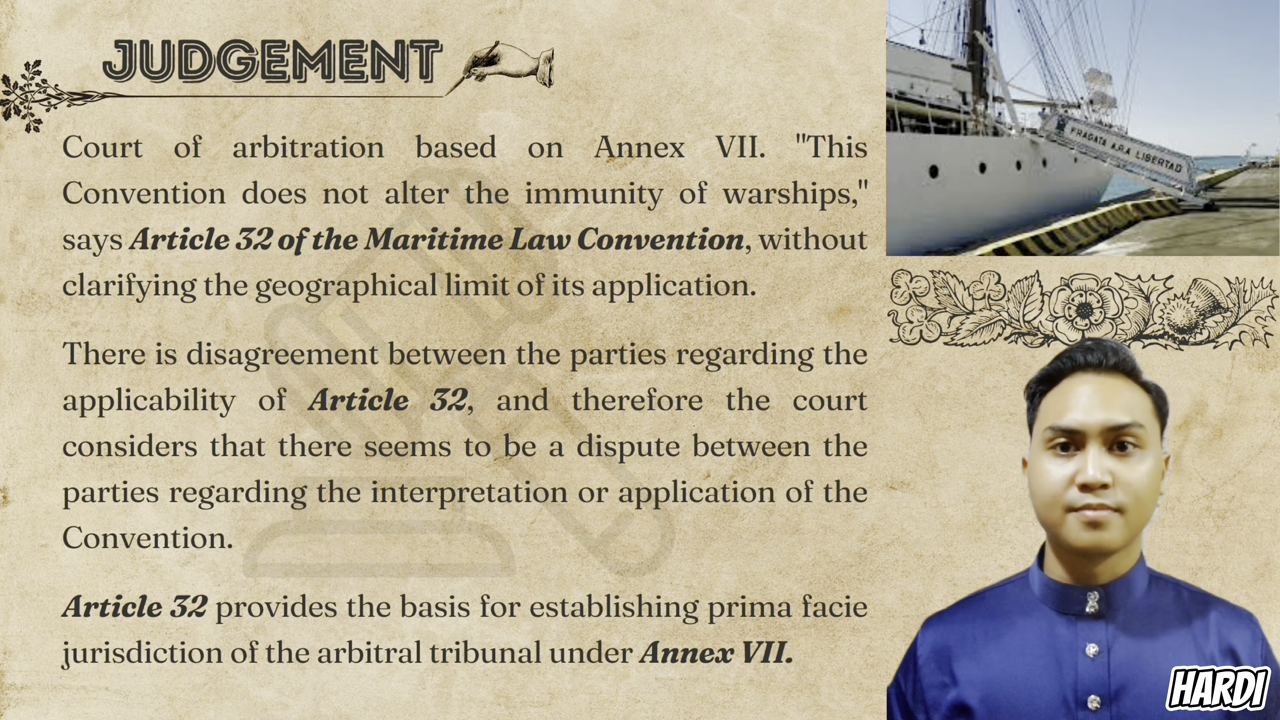 JUDGEMENT
Court of arbitration based on Annex VII. "This
Convention does not alter the immunity of warships,"
says Article 32 of the Maritime Law Convention, without
clarifying the geographical limit of its application.
There is disagreement between the parties regarding the
applicability of Article 32, and therefore the court
considers that there seems to be a dispute between the
parties regarding the interpretation or application of the
Convention.
Article 32 provides the basis for establishing prima facie
jurisdiction of the arbitral tribunal under Annex VII.
FRAGATA A.R.A LIBERTAD
HARDI